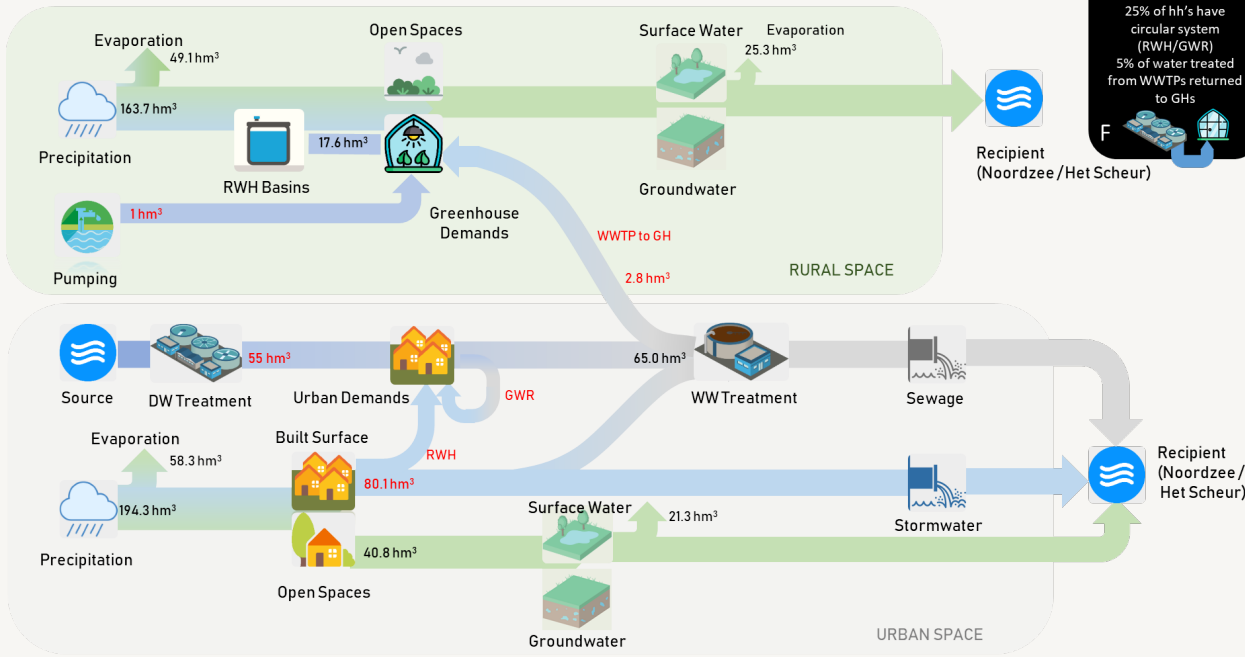 25% of hh's have
circular system
(RWH/GWR)
5% of water treated
from WWTPs returned
to GHs
F
Evaporation
49.1 hm³
Open Spaces
Surface Water
Evaporation
25.3 hm³
163.7 hm³
Precipitation
17.6 hm³
RWH Basins
Groundwater
Recipient
(Noordzee/Het Scheur)
1 hm³
Greenhouse
Demands
WWTP to GH
2.8 hm³
Pumping
RURAL SPACE
55 hm³
65.0 hm³
Source
DW Treatment
Urban Demands
GWR
WW Treatment
Sewage
Evaporation
58.3 hm³
Built Surface
RWH
80.1 hm³
Recipient
(Noordzee/
Het Scheur)
194.3 hm³
Surface Water
21.3 hm³
Stormwater
Precipitation
40.8 hm³
Open Spaces
Groundwater
URBAN SPACE